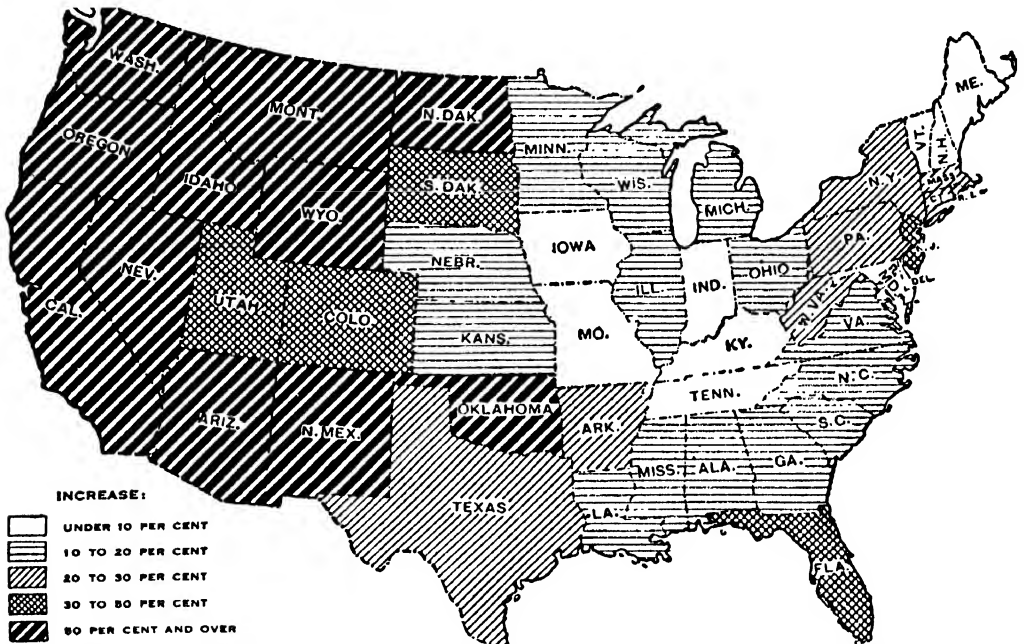 WASH.
MONT.
N. DAK.
MINN.
ME.
VT.
N.H.
OREGON
IDAHO
S. DAK.
WIS.
MICH.
N.Y.
MASS.
R.I.
WYO.
IOWA
PA.
NEV.
NEBR.
ILL.
IND.
OHIO
DEL.
CAL.
UTAH
COLO.
KANS.
MO.
W. VA.
VA.
KY.
N.C.
ARIZ.
N. MEX.
OKLAHOMA
ARK.
TENN.
S.C.
TEXAS
MISS.
ALA.
GA.
LA.
FLA.
INCREASE:
UNDER 10 PER CENT
10 TO 20 PER CENT
20 TO 30 PER CENT
30 TO 50 PER CENT
50 PER CENT AND OVER